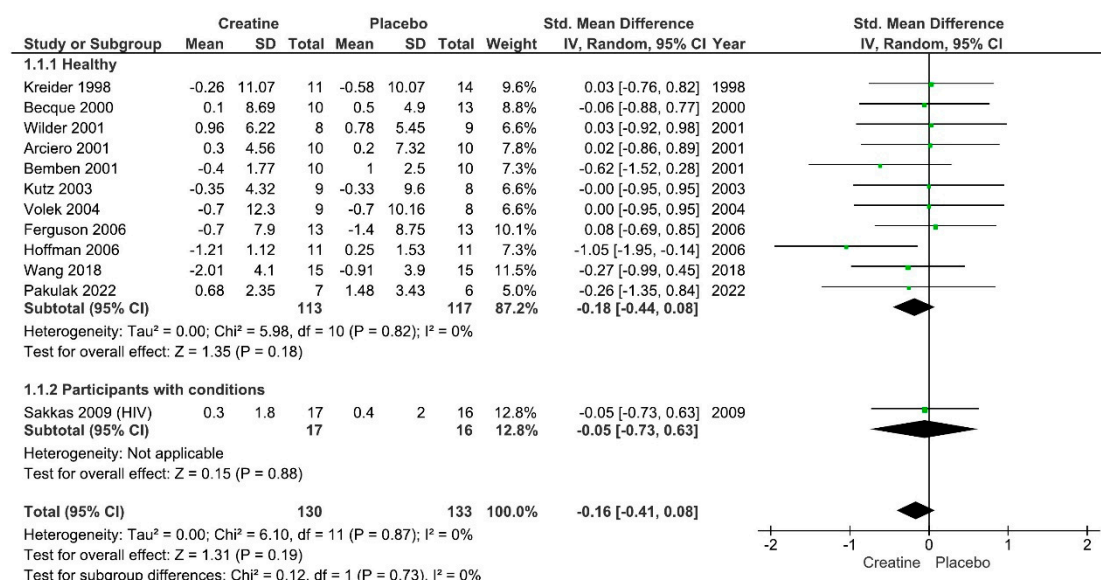 Creatine Placebo Std. Mean Difference Std. Mean Difference
Study or Subgroup Mean SD Total Mean SD Total Weight IV, Random, 95% CI Year IV, Random, 95% CI
1.1.1 Healthy
Kreider 1998 -0.26 11.07 11 -0.58 10.07 14 9.6% 0.03 [-0.76, 0.82] 1998
Becque 2000 0.1 8.69 10 0.5 4.9 13 8.8% -0.06 [-0.88, 0.77] 2000
Wilder 2001 0.96 6.22 8 0.78 5.45 9 6.6% 0.03 [-0.92, 0.98] 2001
Arciero 2001 0.3 4.56 10 0.2 7.32 10 7.8% 0.02 [-0.86, 0.89] 2001
Bemben 2001 -0.4 1.77 10 1 2.5 10 7.3% -0.62 [-1.52, 0.28] 2001
Kutz 2003 -0.35 4.32 9 -0.33 9.6 8 6.6% -0.00 [-0.95, 0.95] 2003
Volek 2004 -0.7 12.3 9 -0.7 10.16 8 6.6% 0.00 [-0.95, 0.95] 2004
Ferguson 2006 -0.7 7.9 13 -1.4 8.75 13 10.1% 0.08 [-0.69, 0.85] 2006
Hoffman 2006 -1.21 1.12 11 0.25 1.53 11 7.3% -1.05 [-1.95, -0.14] 2006
Wang 2018 -2.01 4.1 15 -0.91 3.9 15 11.5% -0.27 [-0.99, 0.45] 2018
Pakulak 2022 0.68 2.35 7 1.48 3.43 6 5.0% -0.26 [-1.35, 0.84] 2022
Subtotal (95% CI) 113 117 87.2% -0.18 [-0.44, 0.08]
Heterogeneity: Tau² = 0.00; Chi² = 5.98, df = 10 (P = 0.82); I² = 0%
Test for overall effect: Z = 1.35 (P = 0.18)
1.1.2 Participants with conditions
Sakkas 2009 (HIV) 0.3 1.8 17 0.4 2 16 12.8% -0.05 [-0.73, 0.63] 2009
Subtotal (95% CI) 17 16 12.8% -0.05 [-0.73, 0.63]
Heterogeneity: Not applicable
Test for overall effect: Z = 0.15 (P = 0.88)
Total (95% CI) 130 133 100.0% -0.16 [-0.41, 0.08]
Heterogeneity: Tau² = 0.00; Chi² = 6.10, df = 11 (P = 0.87); I² = 0%
Test for overall effect: Z = 1.31 (P = 0.19)
Test for subgroup differences: Chi² = 0.12, df = 1 (P = 0.73), I² = 0%
-2 -1 0 1 2
Creatine Placebo